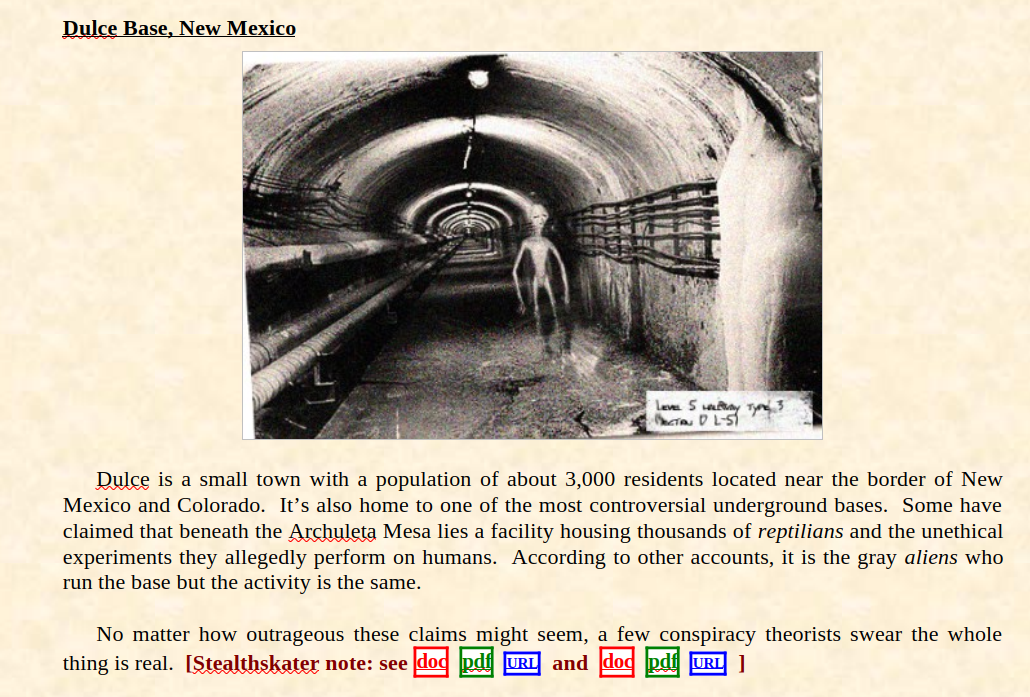 Dulce Base, New Mexico
LEVEL 5 HALLWAY TYPE 3
SECTION D L-5)
Dulce is a small town with a population of about 3,000 residents located near the border of New
Mexico and Colorado. It’s also home to one of the most controversial underground bases. Some have
claimed that beneath the Archuleta Mesa lies a facility housing thousands of reptilians and the unethical
experiments they allegedly perform on humans. According to other accounts, it is the gray aliens who
run the base but the activity is the same.
No matter how outrageous these claims might seem, a few conspiracy theorists swear the whole
thing is real. [Stealthskater note: see doc pdf URL and doc pdf URL ]